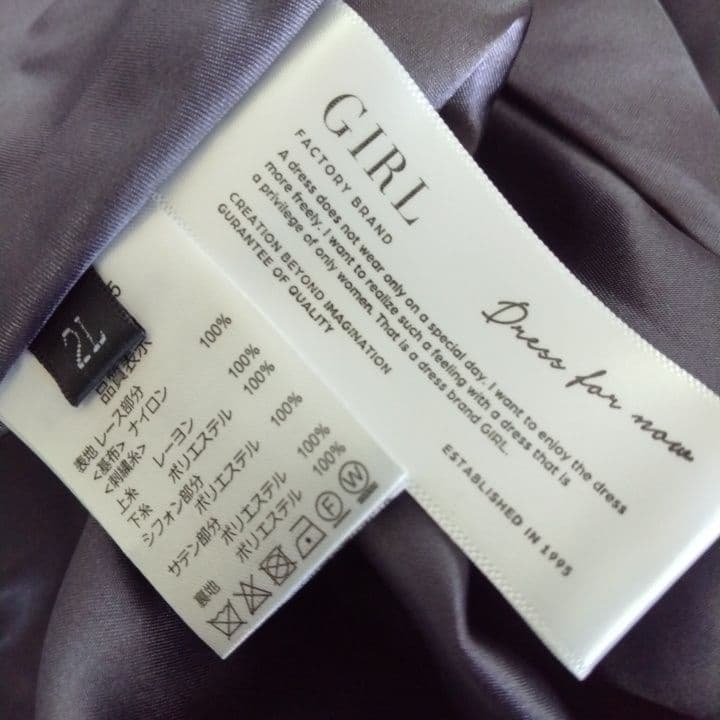 GIRL
FACTORY BRAND
A dress does not wear only on a special day. I want to enjoy the dress
more freely. I want to realize such a feeling with a dress that is
a privilege of only women. That is a dress brand GIRL.
CREATION BEYOND IMAGINATION
GURANTEE OF QUALITY
Dress for now
ESTABLISHED IN 1995
2L
品質表示
表地 レース部分
<基布> ナイロン 100%
<刺繍糸>
上糸 レーヨン 100%
下糸 ポリエステル 100%
シフォン部分
ポリエステル 100%
サテン部分
ポリエステル 100%
裏地 ポリエステル 100%
F
W